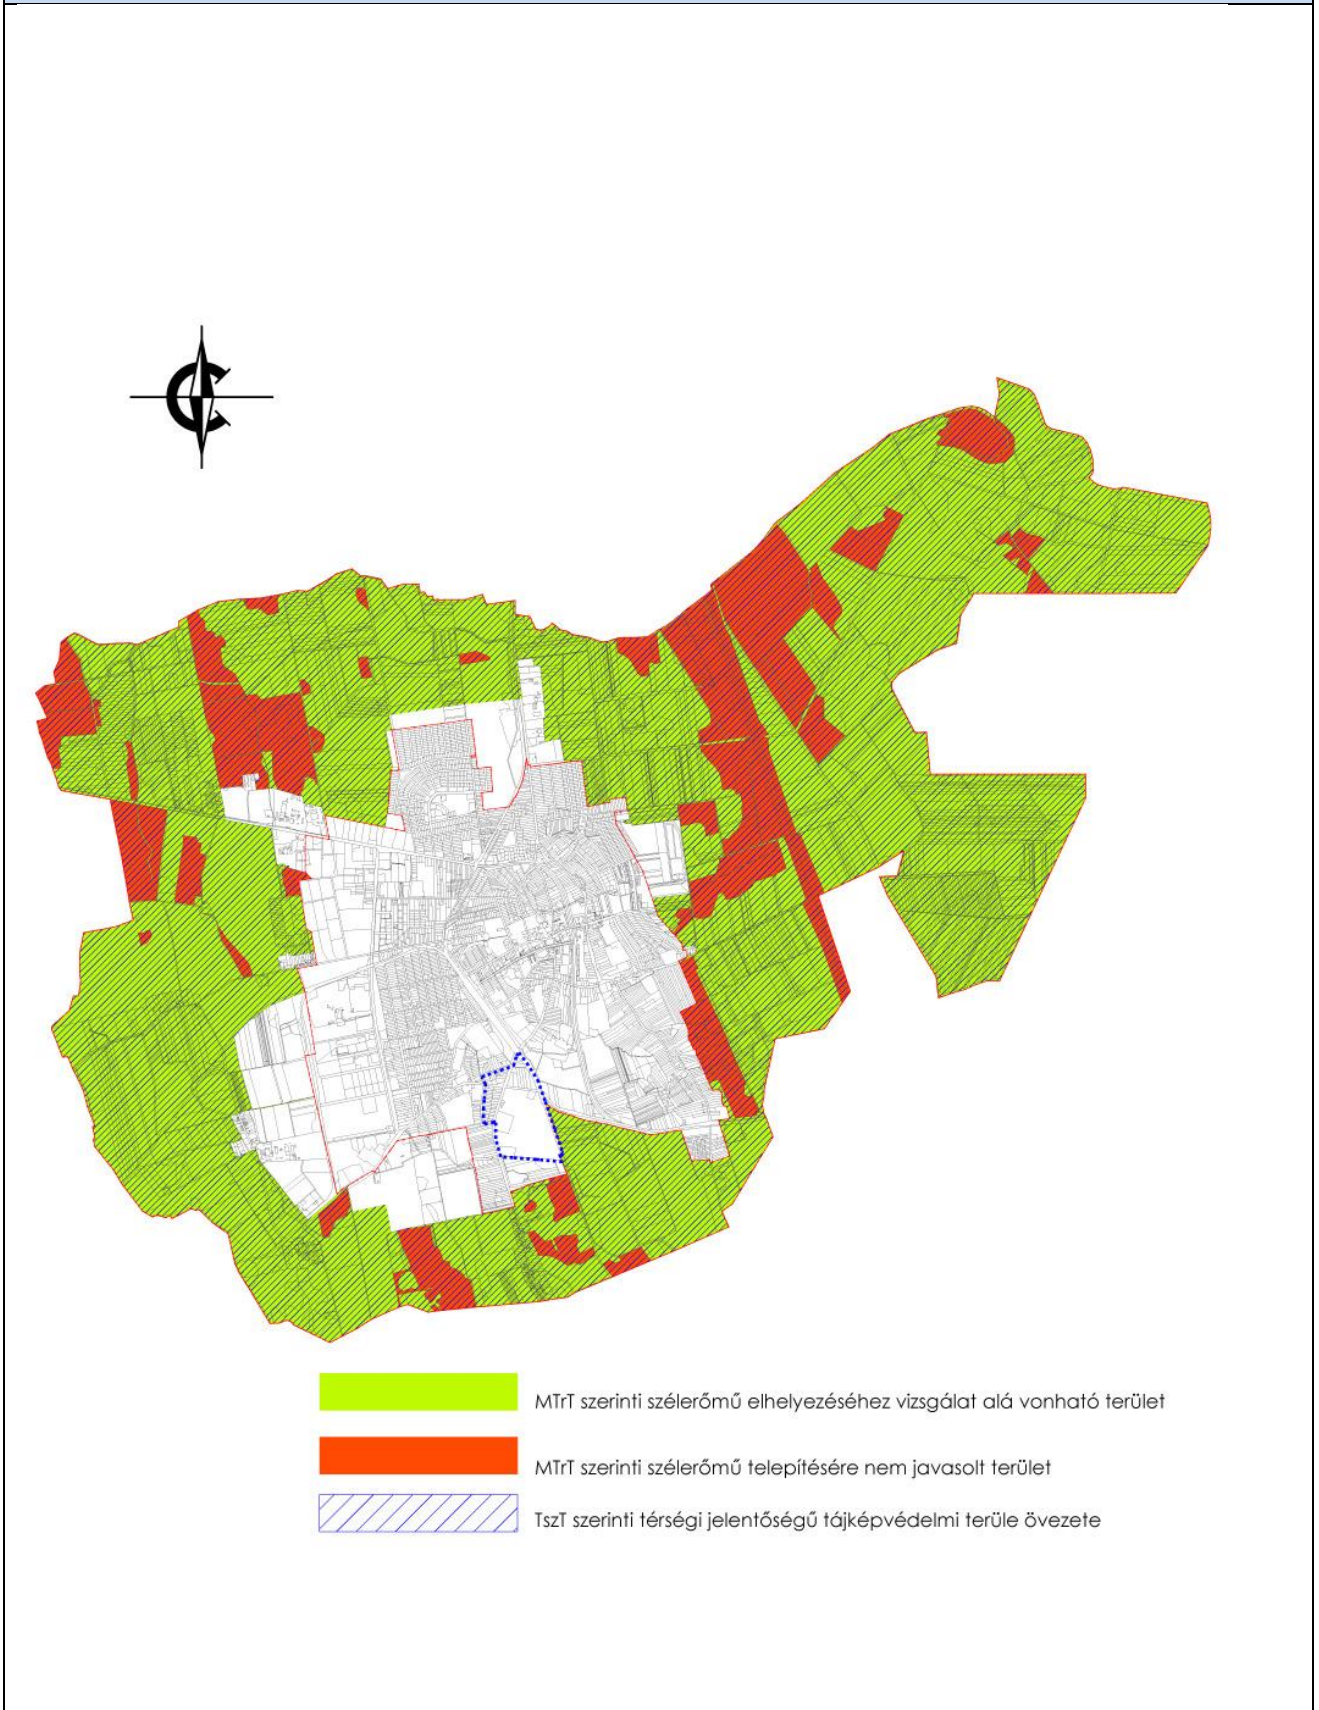 MTrT szerinti szélerőmű elhelyezéséhez vizsgálat alá vonható terület
MTrT szerinti szélerőmű telepítésére nem javasolt terület
TszT szerinti térségi jelentőségű tájképvédelmi terüle övezete